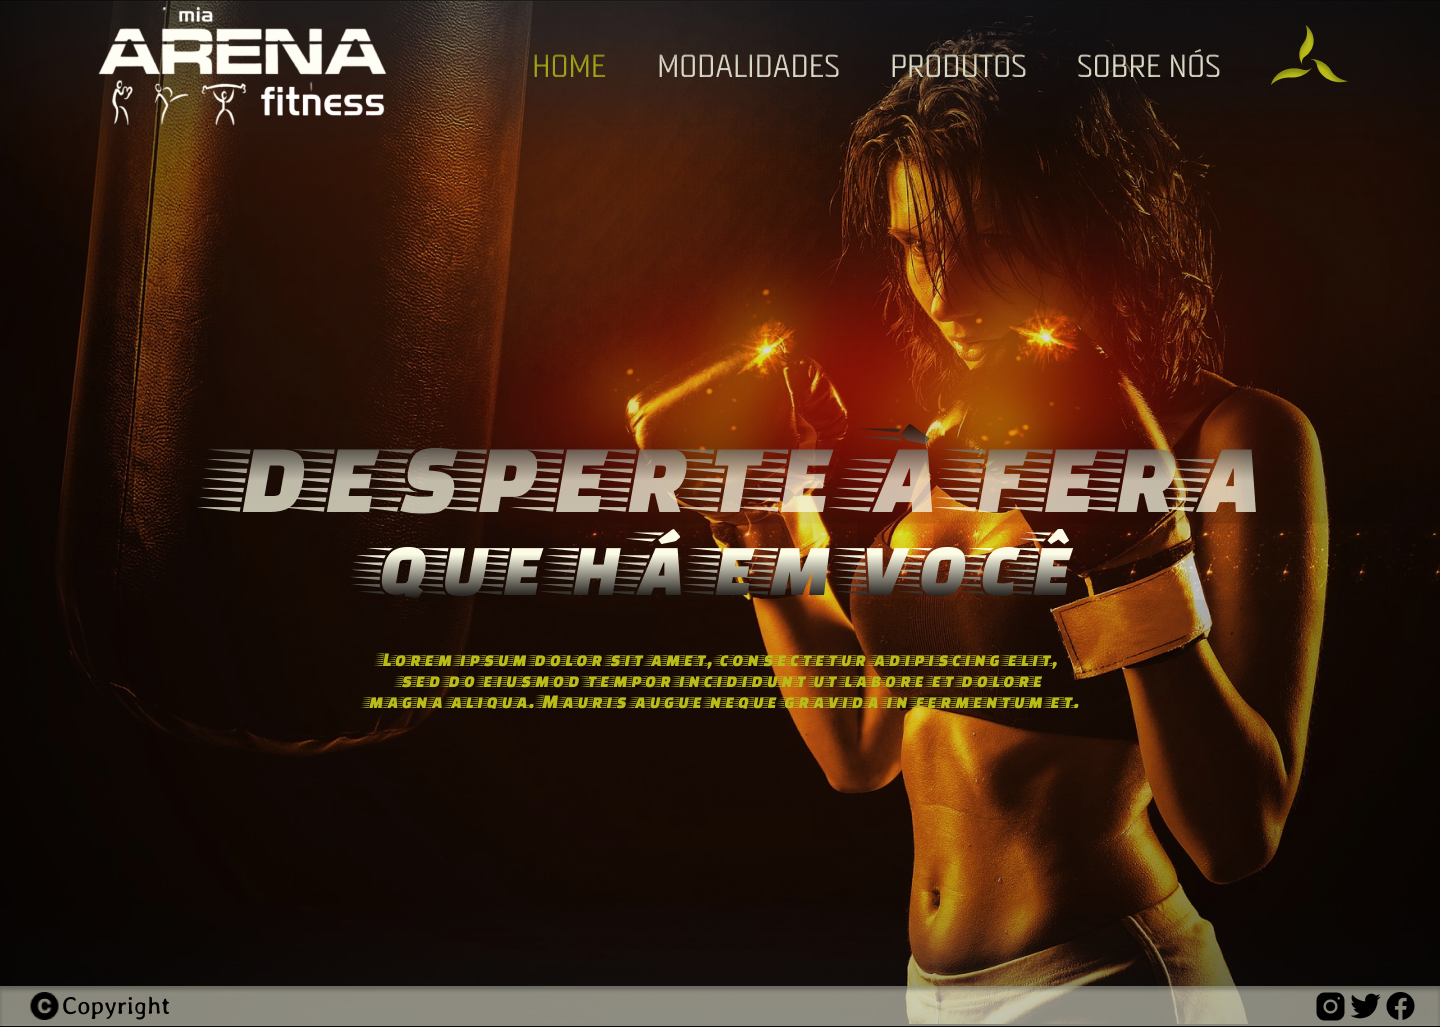 mia
ARENA
fitness
HOME MODALIDADES PRODUTOS SOBRE NÓS
DESPERTE À FERA
QUE HÁ EM VOCÊ
Lorem ipsum dolor sit amet, consectetur adipiscing elit,
sed do eiusmod tempor incididunt ut labore et dolore
magna aliqua. Mauris augue neque gravida in fermentum et.
© Copyright